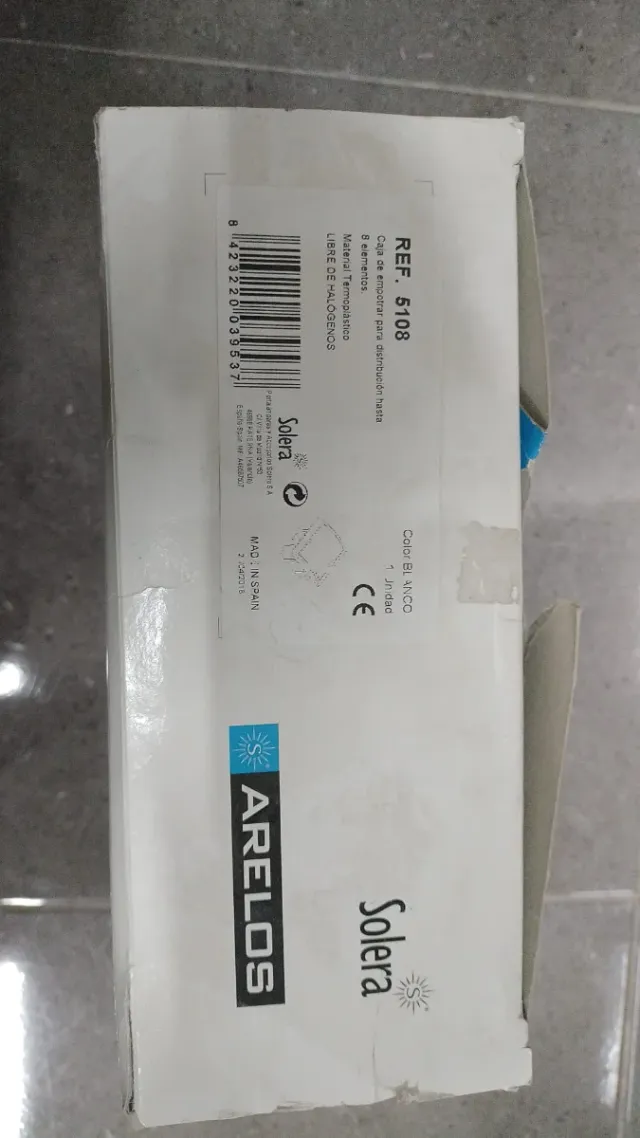 REF. 5108
Caja de empotrar para distribución hasta
8 elementos.
Material Termoplástico
LIBRE DE HALÓGENOS
8 423220 039537
Color BLANCO
1 Unidad
CE
Solera
MADE IN SPAIN
ARELOS
Solera